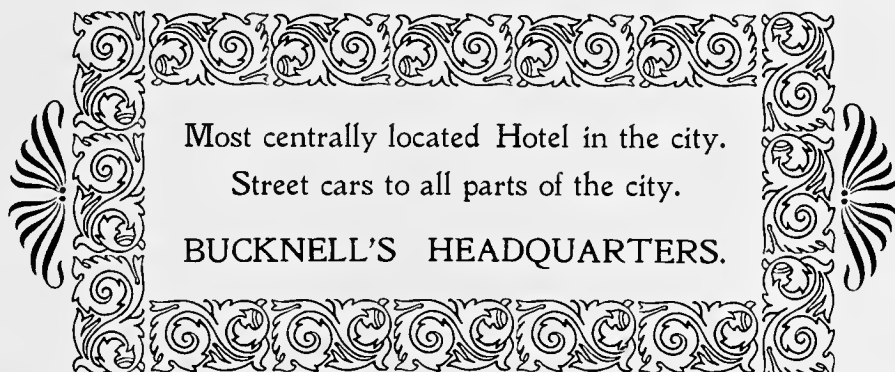 Most centrally located Hotel in the city.
Street cars to all parts of the city.
BUCKNELL'S HEADQUARTERS.